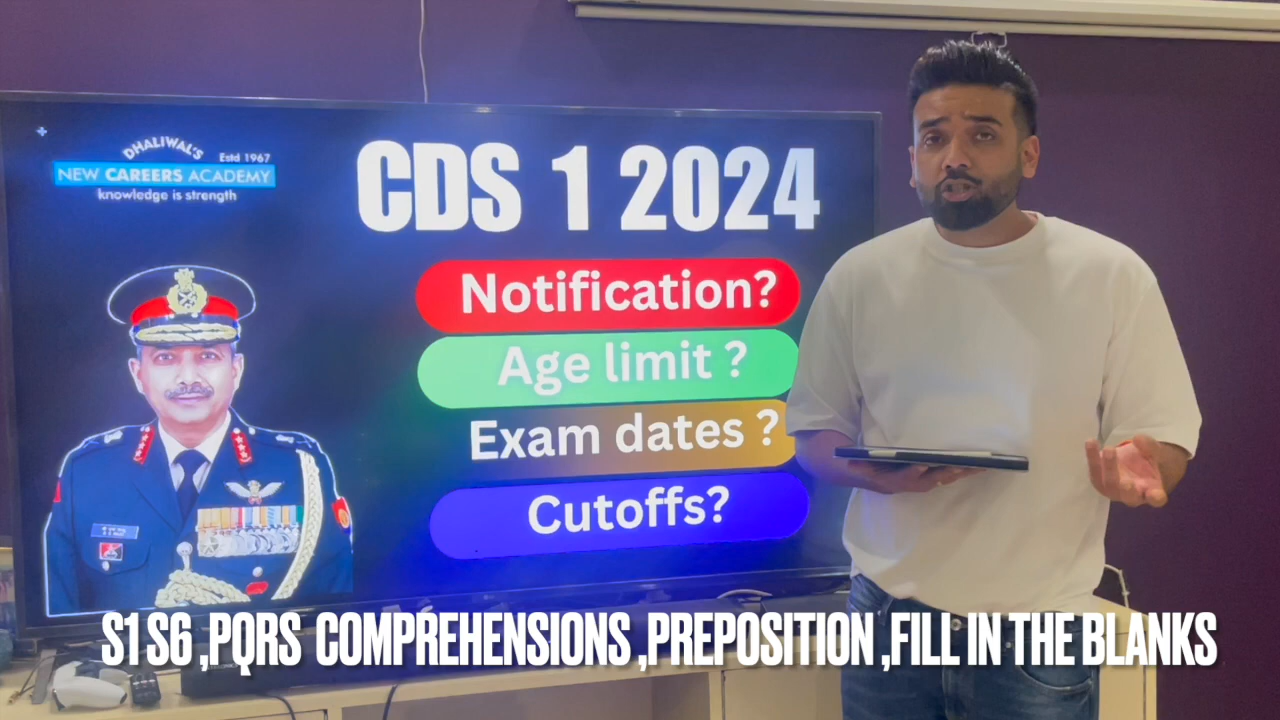 DHALIWAL'S
Estd 1967
NEW CAREERS ACADEMY
knowledge is strength
CDS 1 2024
Notification?
Age limit ?
Exam dates ?
Cutoffs?
S1 S6 ,PQRS COMPREHENSIONS ,PREPOSITION ,FILL IN THE BLANKS